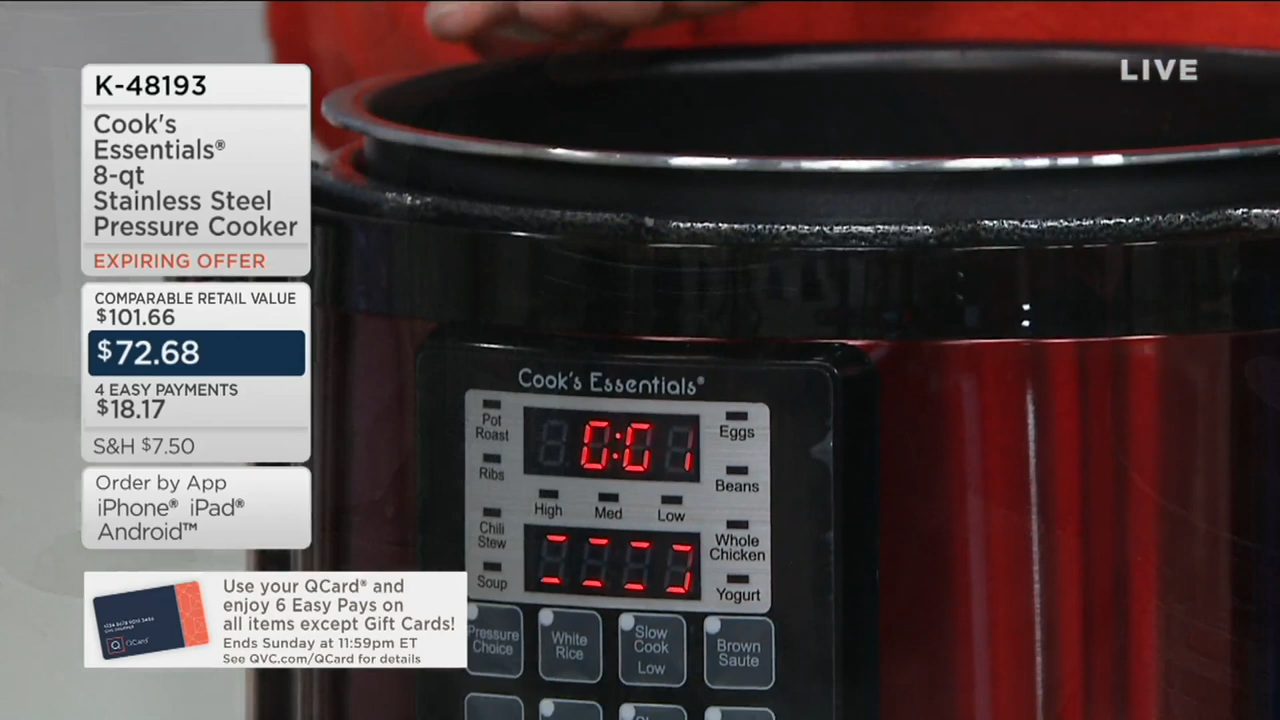 K-48193
Cook's
Essentials®
8-qt
Stainless Steel
Pressure Cooker
EXPIRING OFFER
COMPARABLE RETAIL VALUE
$101.66
$72.68
4 EASY PAYMENTS
$18.17
S&H $7.50
Order by App
iPhone® iPad®
Android™
Use your QCard® and
enjoy 6 Easy Pays on
all items except Gift Cards!
Ends Sunday at 11:59pm ET
See QVC.com/QCard for details
QCard
LIVE
Cook's Essentials®
Pot
Roast
Ribs
Chili
Stew
Soup
High Med Low
Eggs
Beans
Whole
Chicken
Yogurt
Pressure
Choice
White
Rice
Slow
Cook
Low
Brown
Saute